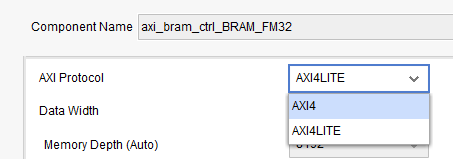 Component Name axi_bram_ctrl_BRAM_FM32
AXI Protocol AXI4LITE
AXI4
Data Width
AXI4LITE
Memory Depth (Auto)